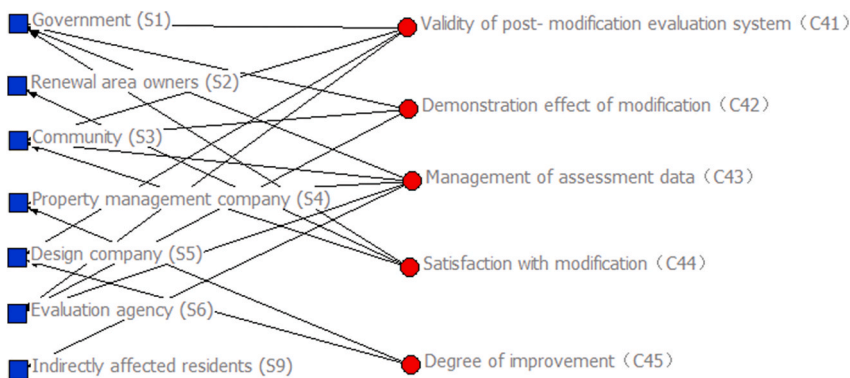 Government (S1)
Renewal area owners (S2)
Community (S3)
Property management company (S4)
Design company (S5)
Evaluation agency (S6)
Indirectly affected residents (S9)
Validity of post- modification evaluation system（C41）
Demonstration effect of modification（C42）
Management of assessment data（C43）
Satisfaction with modification（C44）
Degree of improvement（C45）